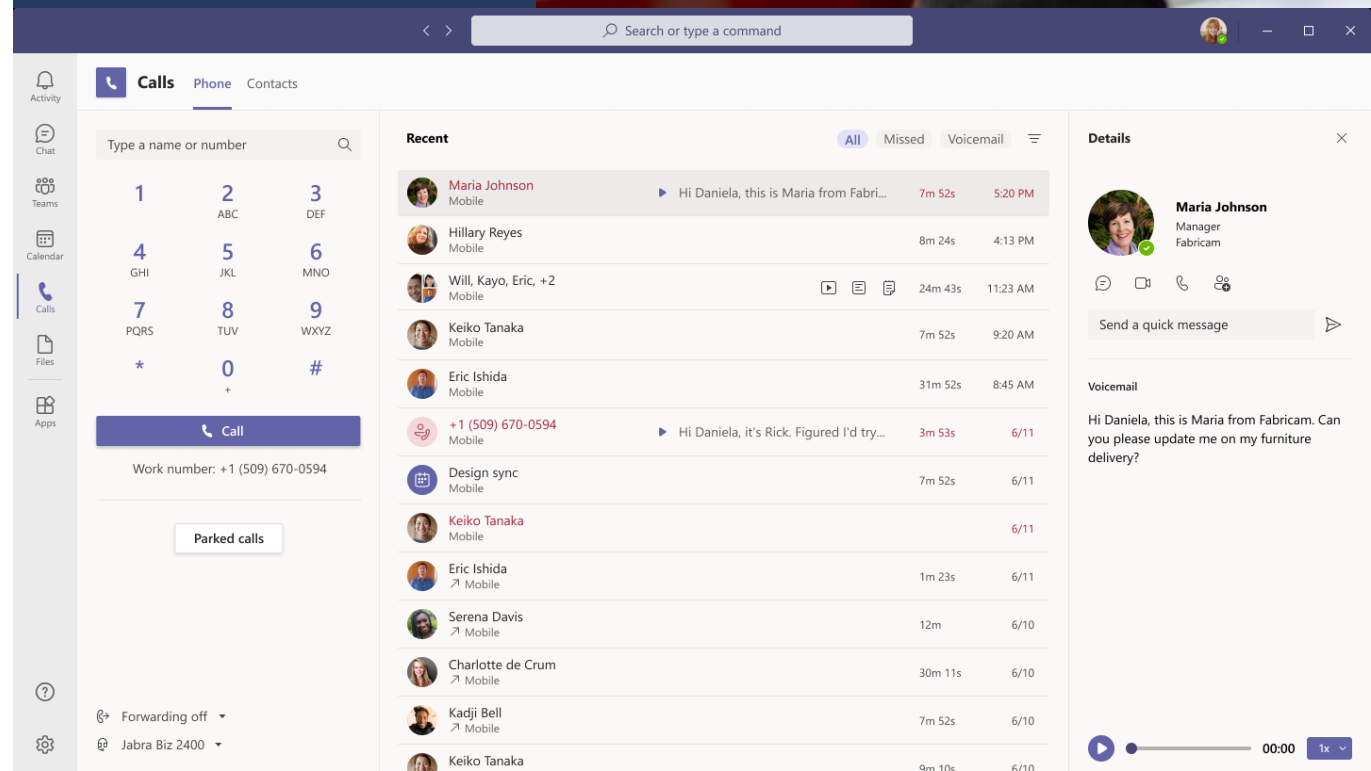 Search or type a command
Activity
Chat
Teams
Calendar
Calls
Files
Apps
Calls
Phone
Contacts
Type a name or number
1
2
ABC
3
DEF
4
GHI
5
JKL
6
MNO
7
PQRS
8
TUV
9
WXYZ
*
0
+
#
Call
Work number: +1 (509) 670-0594
Parked calls
Forwarding off
Jabra Biz 2400
Recent
All
Missed
Voicemail
Maria Johnson
Mobile
Hi Daniela, this is Maria from Fabri...
7m 52s
5:20 PM
Hillary Reyes
Mobile
8m 24s
4:13 PM
Will, Kayo, Eric, +2
Mobile
24m 43s
11:23 AM
Keiko Tanaka
Mobile
7m 52s
9:20 AM
Eric Ishida
Mobile
31m 52s
8:45 AM
+1 (509) 670-0594
Mobile
Hi Daniela, it's Rick. Figured I'd try...
3m 53s
6/11
Design sync
Mobile
7m 52s
6/11
Keiko Tanaka
Mobile
6/11
Eric Ishida
Mobile
1m 23s
6/11
Serena Davis
Mobile
12m
6/10
Charlotte de Crum
Mobile
30m 11s
6/10
Kadji Bell
Mobile
7m 52s
6/10
Keiko Tanaka
9m 10s
6/10
Details
Maria Johnson
Manager
Fabricam
Send a quick message
Voicemail
Hi Daniela, this is Maria from Fabricam. Can
you please update me on my furniture
delivery?
00:00
1x